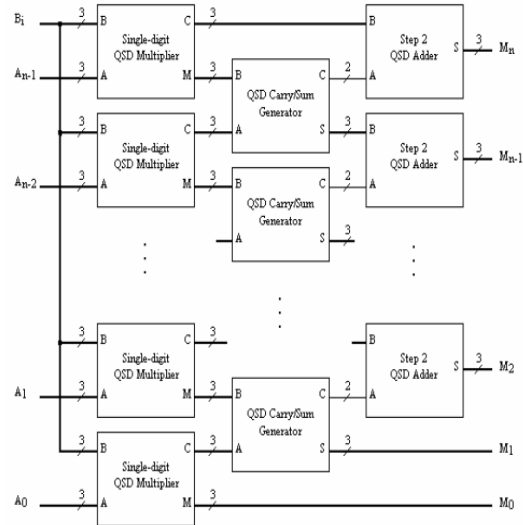 Bi 3 B Single-digit QSD Multiplier C 3 B Step 2 QSD Adder S 3 Mn
An-1 3 A M 3 B QSD Carry/Sum Generator C 2 A
3 B Single-digit QSD Multiplier C 3 A S 3 B Step 2 QSD Adder S 3 Mn-1
An-2 3 A M 3 B QSD Carry/Sum Generator C 2 A
A S 3
3 B Single-digit QSD Multiplier C 3 B Step 2 QSD Adder S 3 M2
A1 3 A M 3 B QSD Carry/Sum Generator C 2 A
3 B Single-digit QSD Multiplier C 3 A S 3 M1
A0 3 A M 3 M0